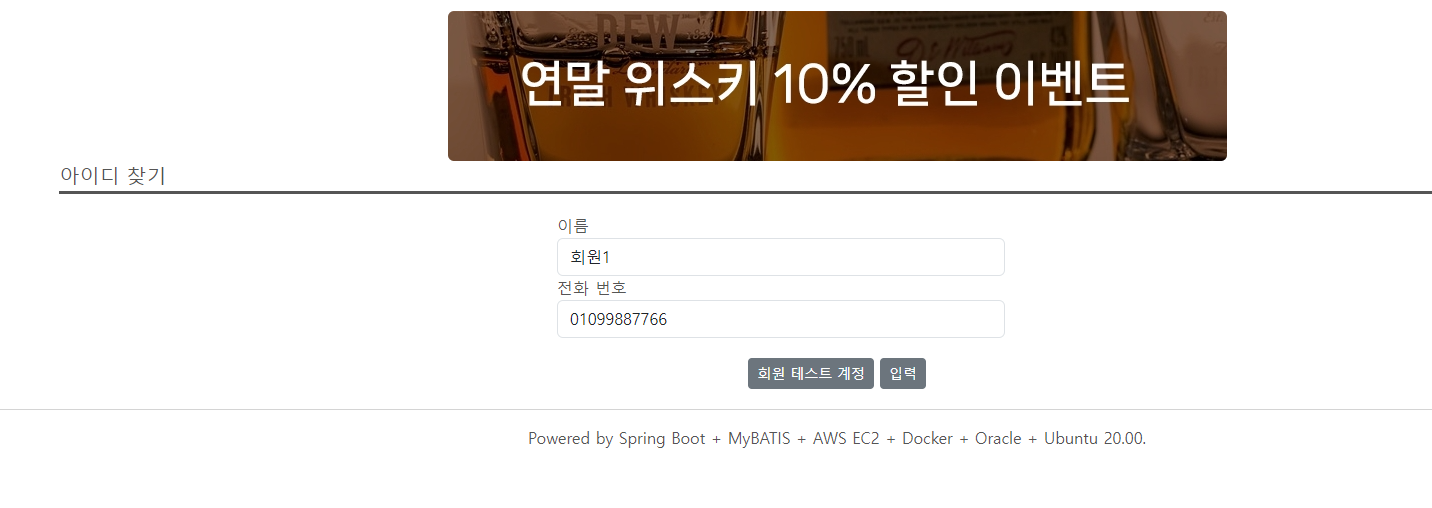 DEW
연말 위스키 10% 할인 이벤트
아이디 찾기
이름
회원1
전화 번호
01099887766
회원 테스트 계정 입력
Powered by Spring Boot + MyBATIS + AWS EC2 + Docker + Oracle + Ubuntu 20.00.